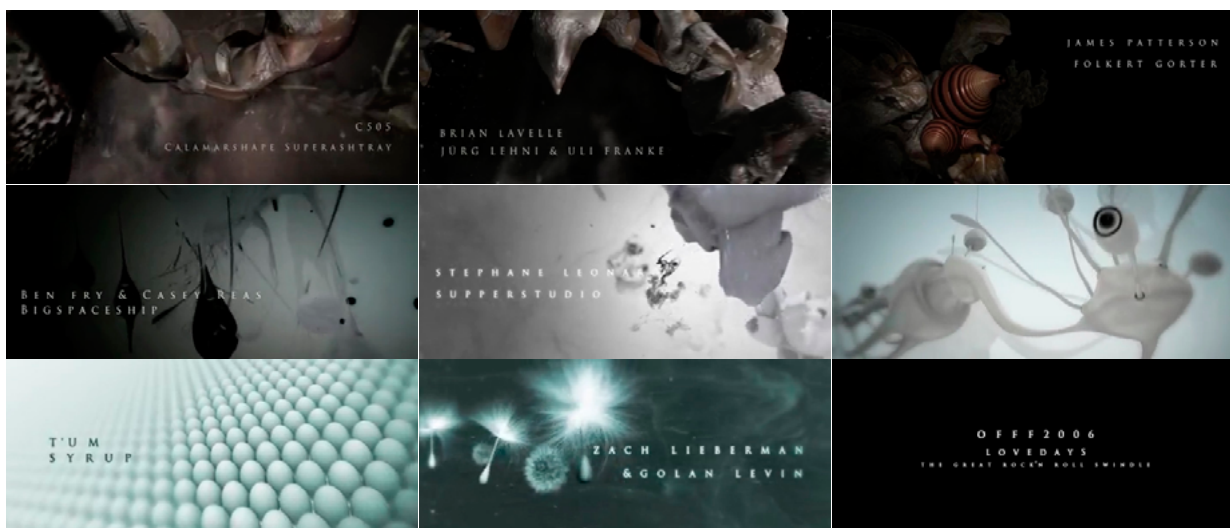 C505
CALAMARSHAPE SUPERASHTRAY
BRIAN LAVELLE
JÜRG LEHNI & ULI FRANKE
JAMES PATTERSON
FOLKERT GORTER
BEN FRY & CASEY REAS
BIGSPACESHIP
STEPHANE
SUPPERSTUDIO
T'UM
SYRUP
ZACH LIEBERMAN
&GOLAN LEVIN
OFFF2006
LOVEDAYS
THE GREAT ROCK'N ROLL SWINDLE